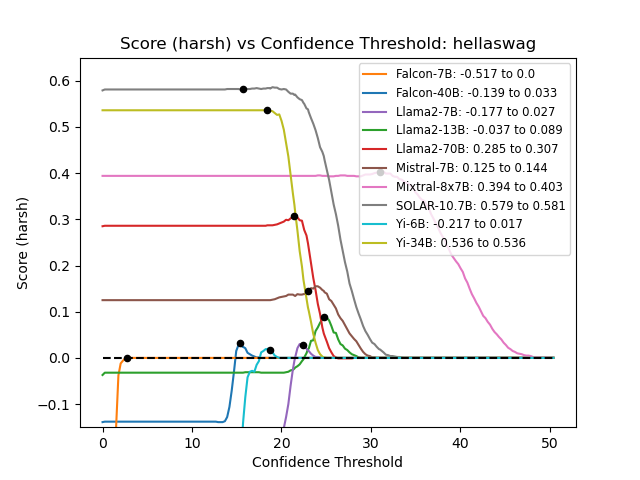 Score (harsh) vs Confidence Threshold: hellaswag
Score (harsh)
0.6
0.5
0.4
0.3
0.2
0.1
0.0
−0.1
Falcon-7B: -0.517 to 0.0
Falcon-40B: -0.139 to 0.033
Llama2-7B: -0.177 to 0.027
Llama2-13B: -0.037 to 0.089
Llama2-70B: 0.285 to 0.307
Mistral-7B: 0.125 to 0.144
Mixtral-8x7B: 0.394 to 0.403
SOLAR-10.7B: 0.579 to 0.581
Yi-6B: -0.217 to 0.017
Yi-34B: 0.536 to 0.536
0 10 20 30 40 50
Confidence Threshold